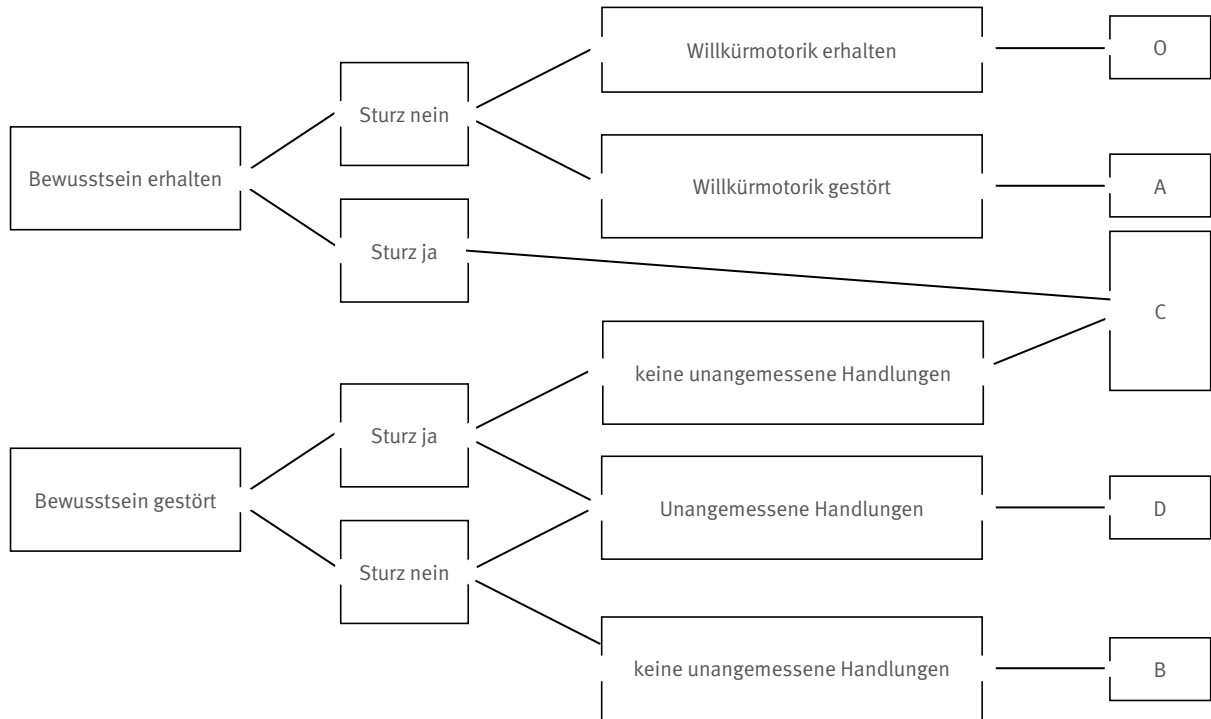 Willkürmotorik erhalten
O
Sturz nein
Bewusstsein erhalten
Willkürmotorik gestört
A
Sturz ja
C
keine unangemessene Handlungen
Sturz ja
Bewusstsein gestört
Unangemessene Handlungen
D
Sturz nein
keine unangemessene Handlungen
B